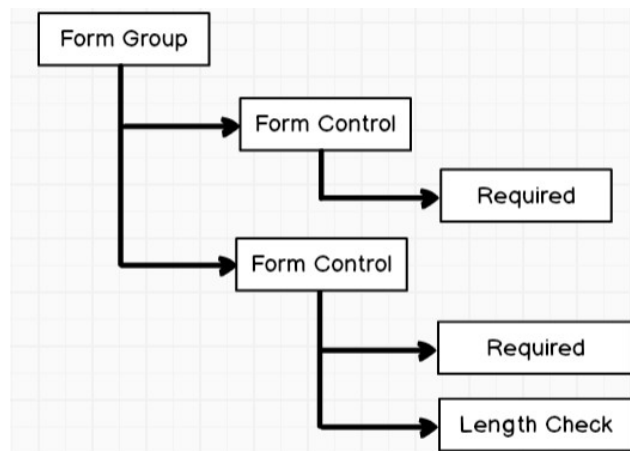 Form Group
Form Control
Required
Form Control
Required
Length Check